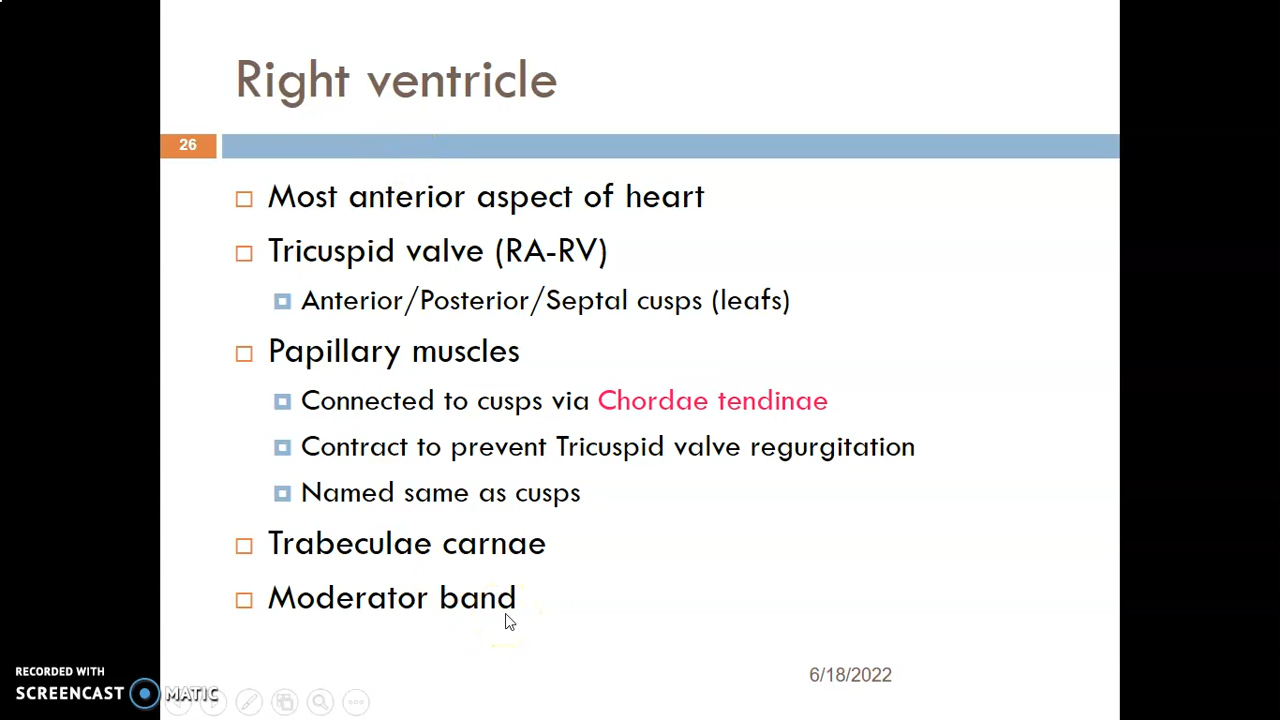 Right ventricle
26
Most anterior aspect of heart
Tricuspid valve (RA-RV)
Anterior/Posterior/Septal cusps (leafs)
Papillary muscles
Connected to cusps via Chordae tendinae
Contract to prevent Tricuspid valve regurgitation
Named same as cusps
Trabeculae carnae
Moderator band
6/18/2022
RECORDED WITH
SCREENCAST MATIC